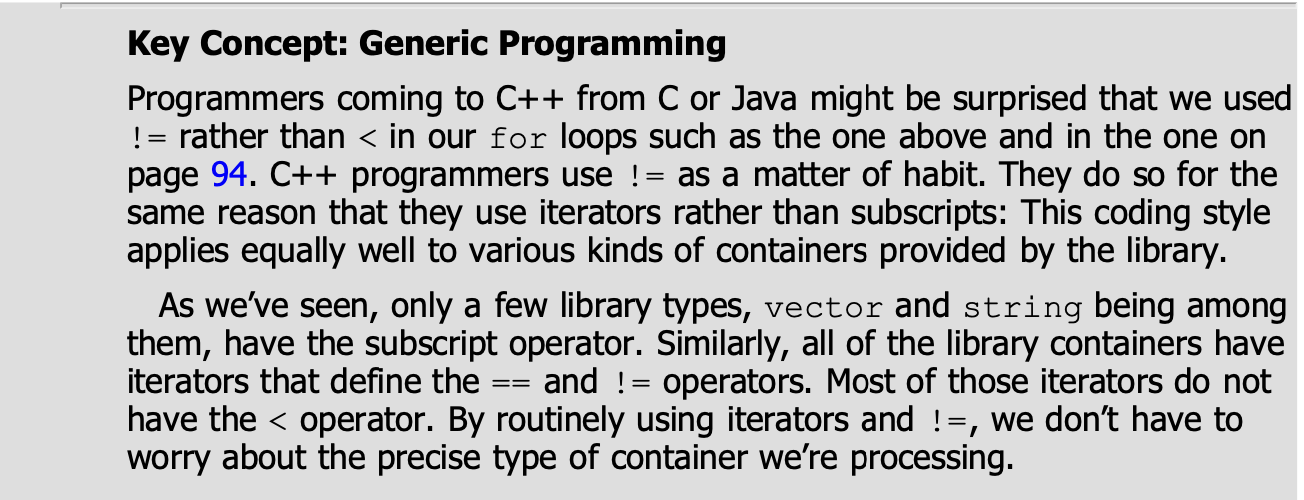 Key Concept: Generic Programming
Programmers coming to C++ from C or Java might be surprised that we used
!= rather than < in our for loops such as the one above and in the one on
page 94. C++ programmers use != as a matter of habit. They do so for the
same reason that they use iterators rather than subscripts: This coding style
applies equally well to various kinds of containers provided by the library.
As we’ve seen, only a few library types, vector and string being among
them, have the subscript operator. Similarly, all of the library containers have
iterators that define the == and != operators. Most of those iterators do not
have the < operator. By routinely using iterators and !=, we don’t have to
worry about the precise type of container we’re processing.